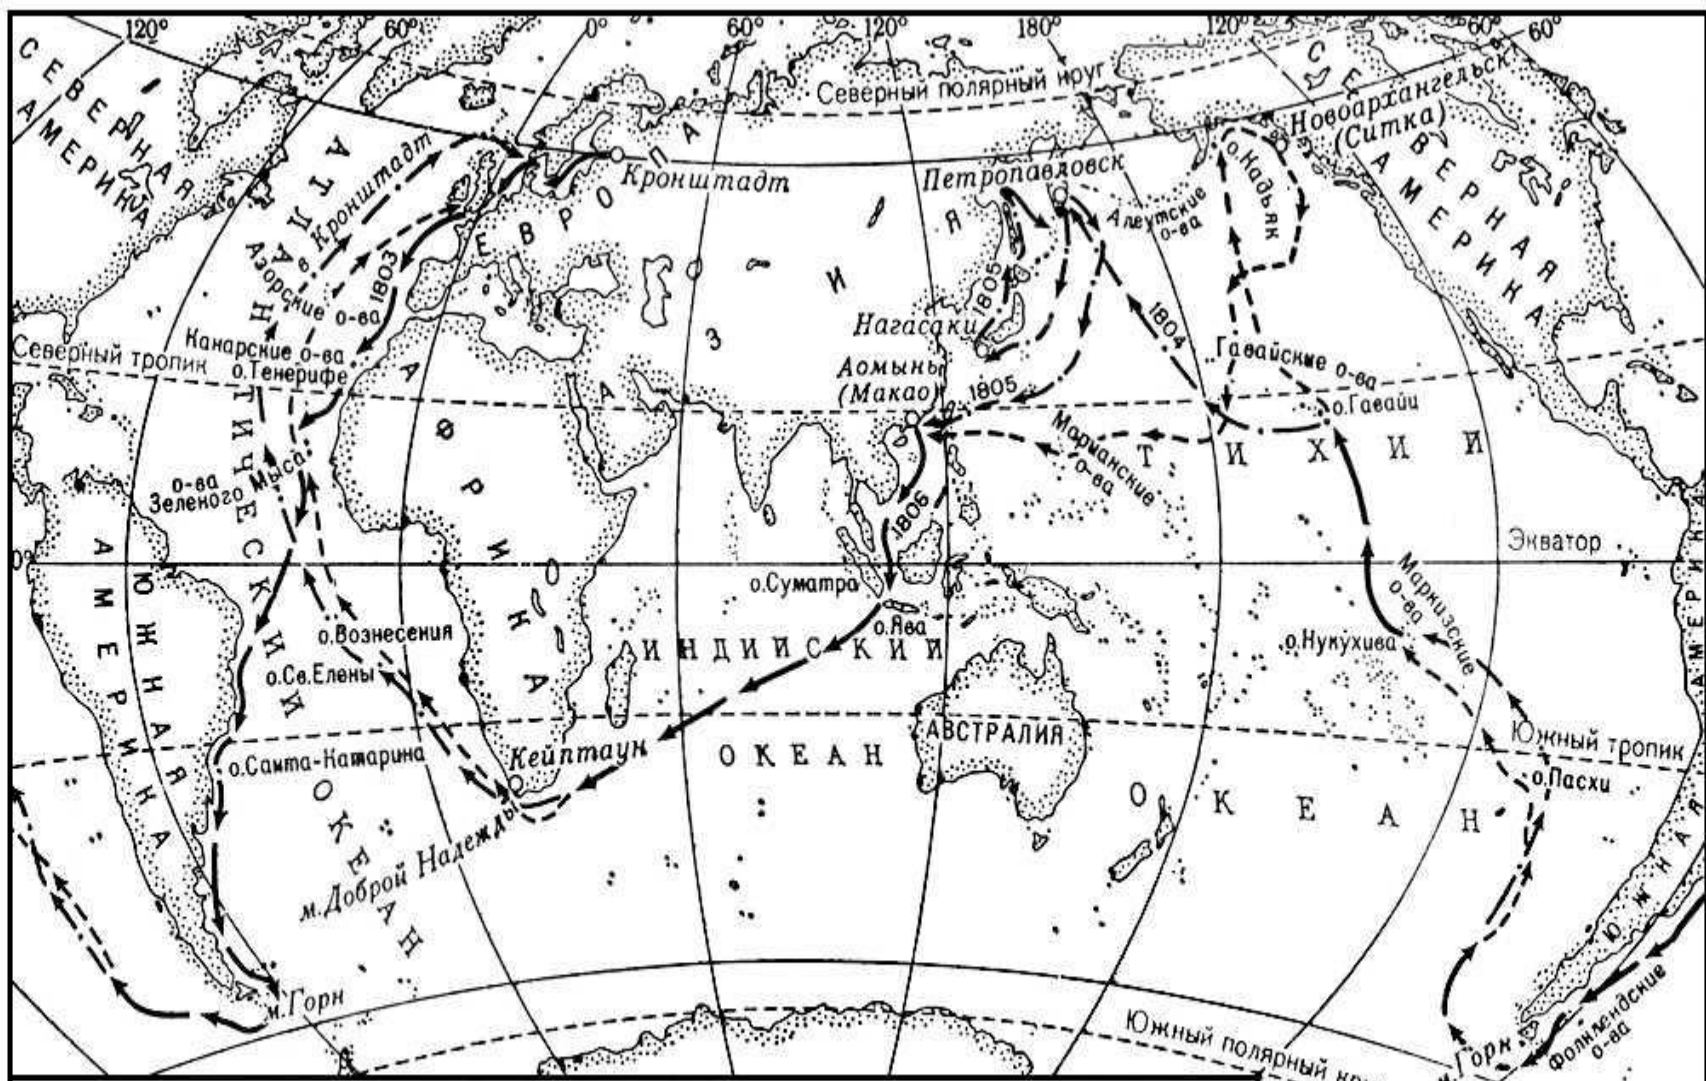 120°
60°
0°
60°
120°
180°
120°
60°
60°
СЕВЕРНАЯ
АМЕРИКА
Северный полярный круг
СЕВЕРНАЯ
АМЕРИКА
Новоархангельск
(Ситка)
АТЛАНТИЧЕСКИЙ
ОКЕАН
в Кронштадт
Кронштадт
ЕВРОПА
АЗИЯ
Петропавловск
Алеутские
о-ва
о.Кадьяк
Азорские о-ва
1803
1805
1804
Нагасаки
Северный тропик
Канарские о-ва
о.Тенерифе
Аомынь
(Макао)
1805
Гавайские о-ва
о.Гавайи
АФРИКА
Марианские
о-ва
ТИХИЙ
о-ва
Зеленого Мыса
1806
0°
Экватор
ЮЖНАЯ
АМЕРИКА
о.Суматра
о.Ява
о.Вознесения
о.Св.Елены
ИНДИЙСКИЙ
ОКЕАН
Маркизские
о-ва
о.Нукухива
АМЕРИКА
Кейптаун
АВСТРАЛИЯ
Южный тропик
о.Санта-Катарина
о.Пасхи
ОКЕАН
м.Доброй Надежды
ЮЖНАЯ
м.Горн
Южный полярный кр
Горн
Фолклендские
о-ва